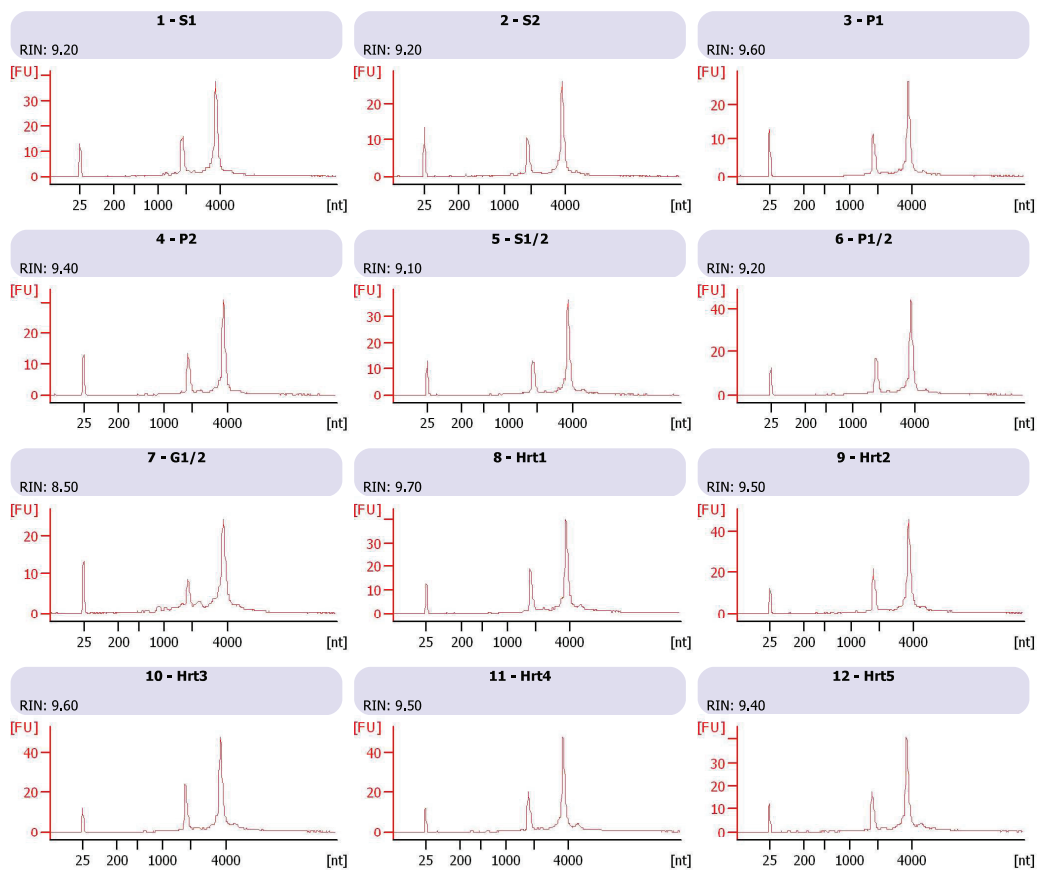 1 - S1
RIN: 9.20
[FU]
30
20
10
0
25 200 1000 4000 [nt]
2 - S2
RIN: 9.20
[FU]
20
10
0
25 200 1000 4000 [nt]
3 - P1
RIN: 9.60
[FU]
20
10
0
25 200 1000 4000 [nt]
4 - P2
RIN: 9.40
[FU]
20
10
0
25 200 1000 4000 [nt]
5 - S1/2
RIN: 9.10
[FU]
30
20
10
0
25 200 1000 4000 [nt]
6 - P1/2
RIN: 9.20
[FU]
40
20
0
25 200 1000 4000 [nt]
7 - G1/2
RIN: 8.50
[FU]
20
10
0
25 200 1000 4000 [nt]
8 - Hrt1
RIN: 9.70
[FU]
30
20
10
0
25 200 1000 4000 [nt]
9 - Hrt2
RIN: 9.50
[FU]
40
20
0
25 200 1000 4000 [nt]
10 - Hrt3
RIN: 9.60
[FU]
40
20
0
25 200 1000 4000 [nt]
11 - Hrt4
RIN: 9.50
[FU]
40
20
0
25 200 1000 4000 [nt]
12 - Hrt5
RIN: 9.40
[FU]
30
20
10
0
25 200 1000 4000 [nt]